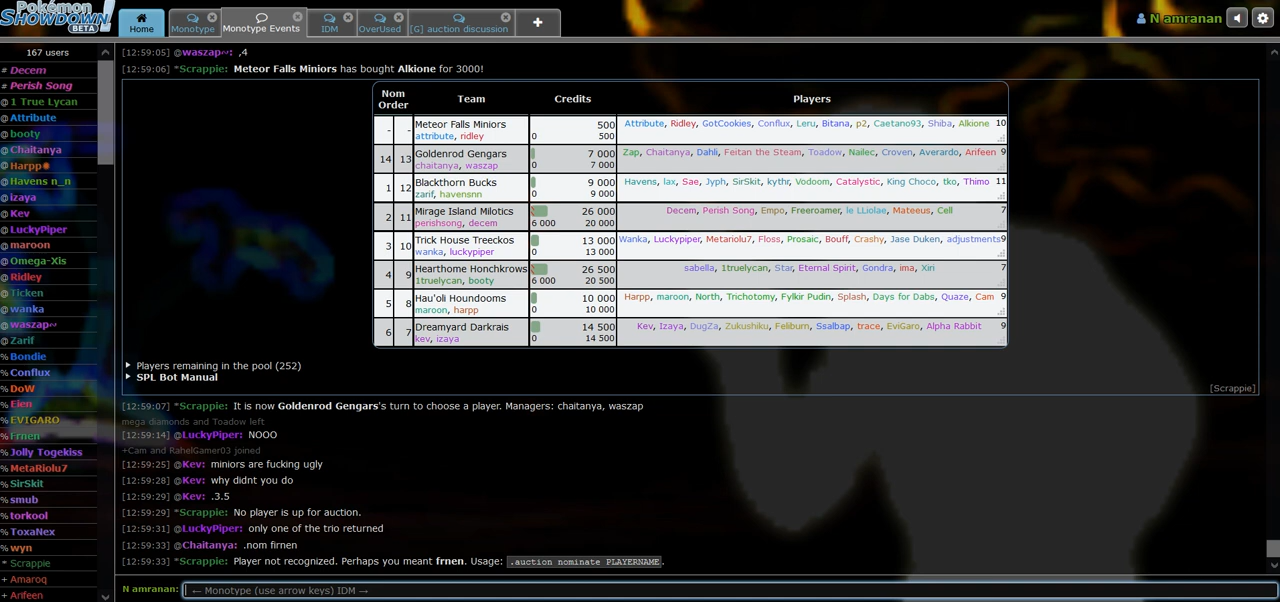 Pokémon
Showdown! BETA
Home
Monotype
Monotype Events
IDM
OverUsed
[G] auction discussion
+
N amranan
167 users
# Decem
# Perish Song
@ 1 True Lycan
@ Attribute
@ booty
@ Chaitanya
@ Harpp
@ Havens n_n
@ izaya
@ Kev
@ LuckyPiper
@ maroon
@ Omega-Xis
@ Ridley
@ Ticken
@ wanka
@ waszap~
@ Zarif
% Bondie
% Conflux
% DoW
% Eien
% EVIGARO
% Frnen
% Jolly Togekiss
% MetaRiolu7
% SirSkit
% smub
% torkool
% ToxaNex
% wyn
* Scrappie
+ Amaroq
+ Arifeen
[12:59:05] @waszap~: ,4
[12:59:06] *Scrappie: Meteor Falls Miniors has bought Alkione for 3000!
Nom Order Team Credits Players
- - Meteor Falls Miniors 500 Attribute, Ridley, GotCookies, Conflux, Leru, Bitana, p2, Caetano93, Shiba, Alkione 10
attribute, ridley 0 500
14 13 Goldenrod Gengars 7 000 Zap, Chaitanya, Dahli, Feitan the Steam, Toadow, Nailec, Croven, Averardo, Arifeen 9
chaitanya, waszap 0 7 000
1 12 Blackthorn Bucks 9 000 Havens, lax, Sae, Jyph, SirSkit, kythr, Vodoom, Catalystic, King Choco, tko, Thimo 11
zarif, havensnn 0 9 000
2 11 Mirage Island Milotics 26 000 Decem, Perish Song, Empo, Freeroamer, le LLiolae, Mateeus, Cell 7
perishsong, decem 6 000 20 000
3 10 Trick House Treeckos 13 000 Wanka, Luckypiper, Metariolu7, Floss, Prosaic, Bouff, Crashy, Jase Duken, adjustments 9
wanka, luckypiper 0 13 000
4 9 Hearthome Honchkrows 26 500 sabella, 1truelycan, Star, Eternal Spirit, Gondra, ima, Xiri 7
1truelycan, booty 6 000 20 500
5 8 Hau'oli Houndooms 10 000 Harpp, maroon, North, Trichotomy, Fylkir Pudin, Splash, Days for Dabs, Quaze, Cam 9
maroon, harpp 0 10 000
6 7 Dreamyard Darkrais 14 500 Kev, Izaya, DugZa, Zukushiku, Feliburn, Ssalbap, trace, EviGaro, Alpha Rabbit 9
kev, izaya 0 14 500
Players remaining in the pool (252)
SPL Bot Manual
[Scrappie]
[12:59:07] *Scrappie: It is now Goldenrod Gengars's turn to choose a player. Managers: chaitanya, waszap
mega diamonds and Toadow left
[12:59:14] @LuckyPiper: NOOO
+Cam and RahelGamer03 joined
[12:59:25] @Kev: miniors are fucking ugly
[12:59:28] @Kev: why didnt you do
[12:59:29] @Kev: .3.5
[12:59:29] *Scrappie: No player is up for auction.
[12:59:31] @LuckyPiper: only one of the trio returned
[12:59:33] @Chaitanya: .nom firnen
[12:59:33] *Scrappie: Player not recognized. Perhaps you meant frnen. Usage: .auction nominate PLAYERNAME.
N amranan: ← Monotype (use arrow keys) IDM →